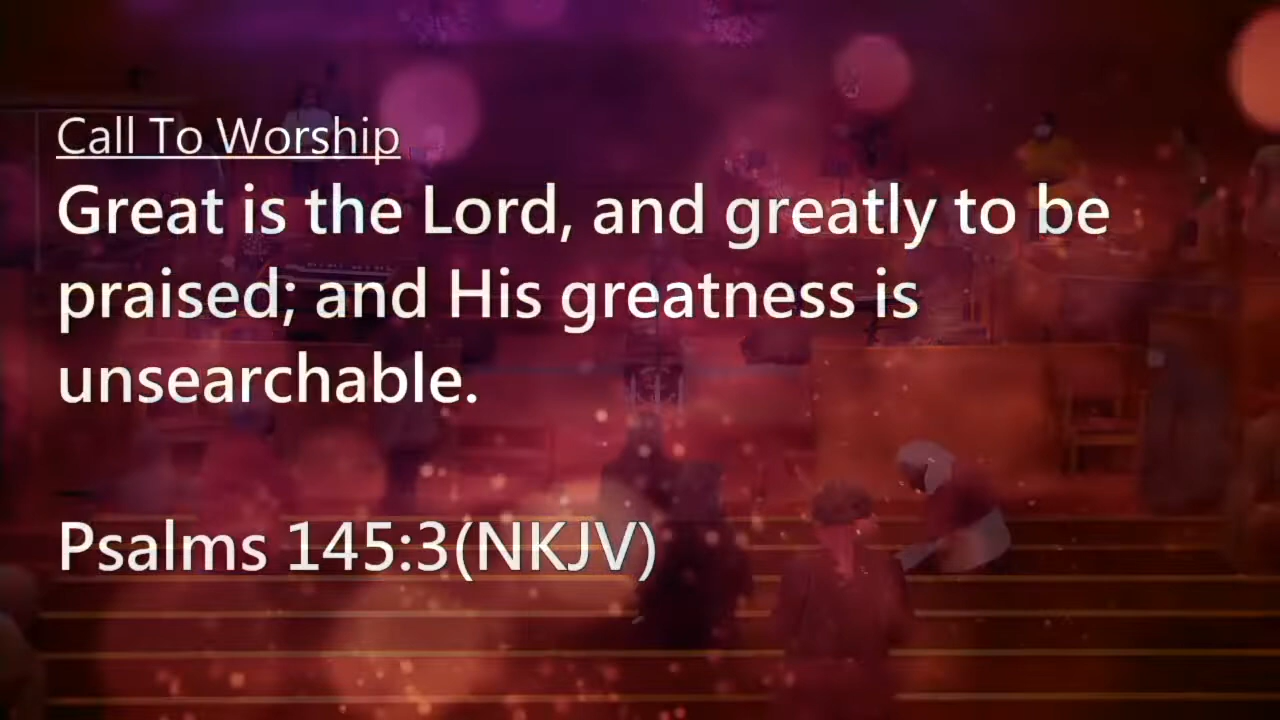 Call To Worship
Great is the Lord, and greatly to be
praised; and His greatness is
unsearchable.
Psalms 145:3(NKJV)